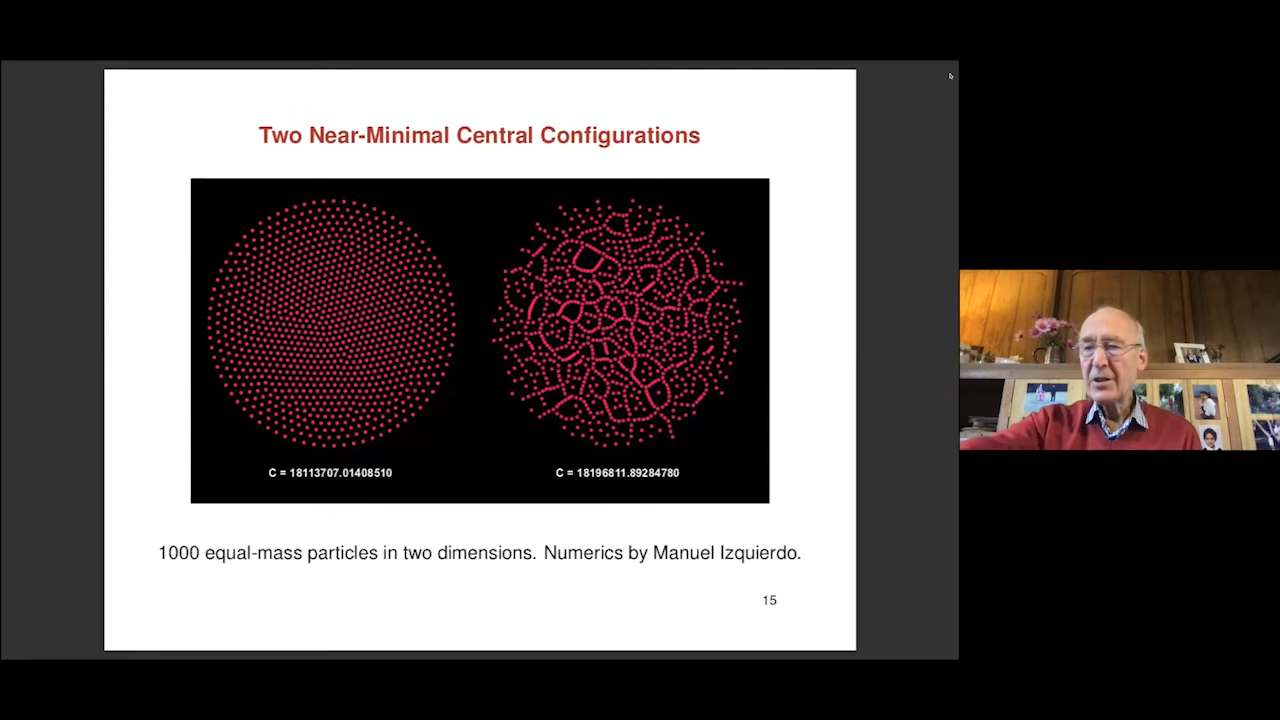 Two Near-Minimal Central Configurations
C = 18113707.01408510
C = 18196811.89284780
1000 equal-mass particles in two dimensions. Numerics by Manuel Izquierdo.
15